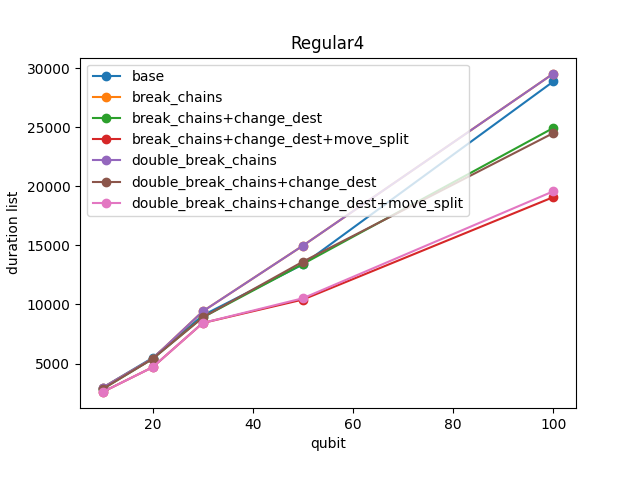 Regular4
30000
25000
20000
15000
10000
5000
duration list
base
break_chains
break_chains+change_dest
break_chains+change_dest+move_split
double_break_chains
double_break_chains+change_dest
double_break_chains+change_dest+move_split
20 40 60 80 100
qubit